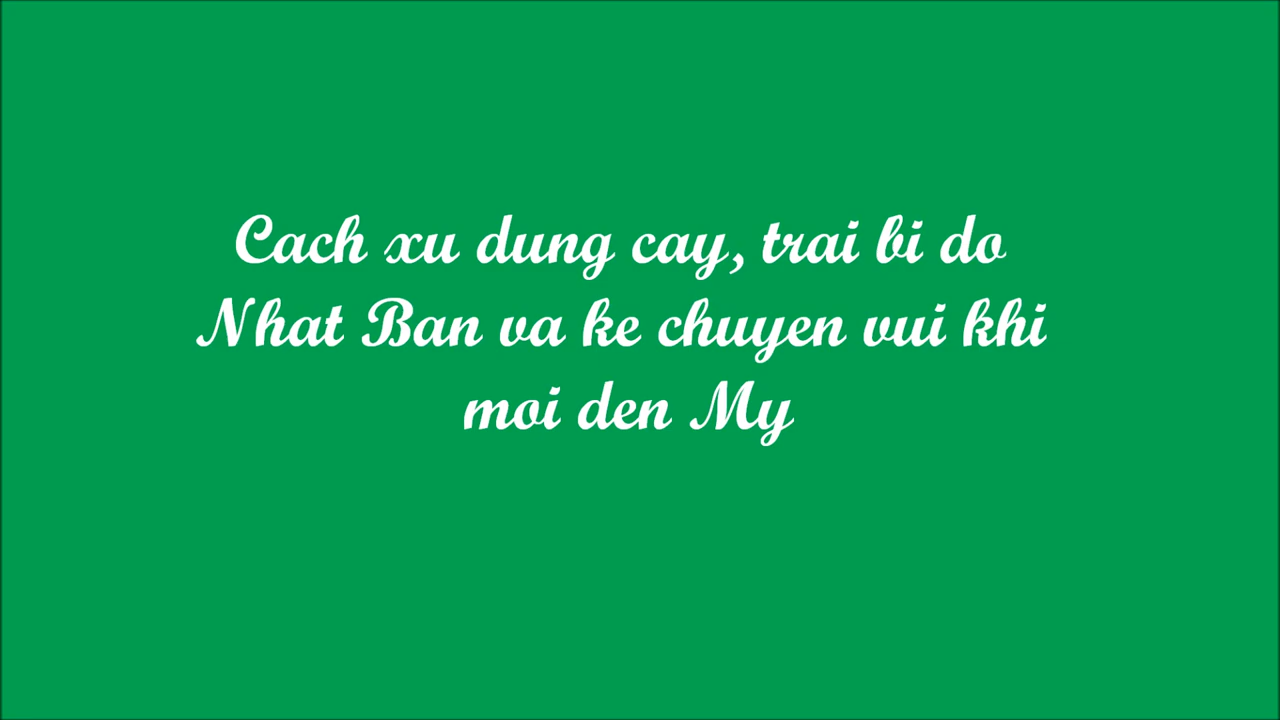 Cach xu dung cay, trai bi do
Nhat Ban va ke chuyen vui khi
moi den My